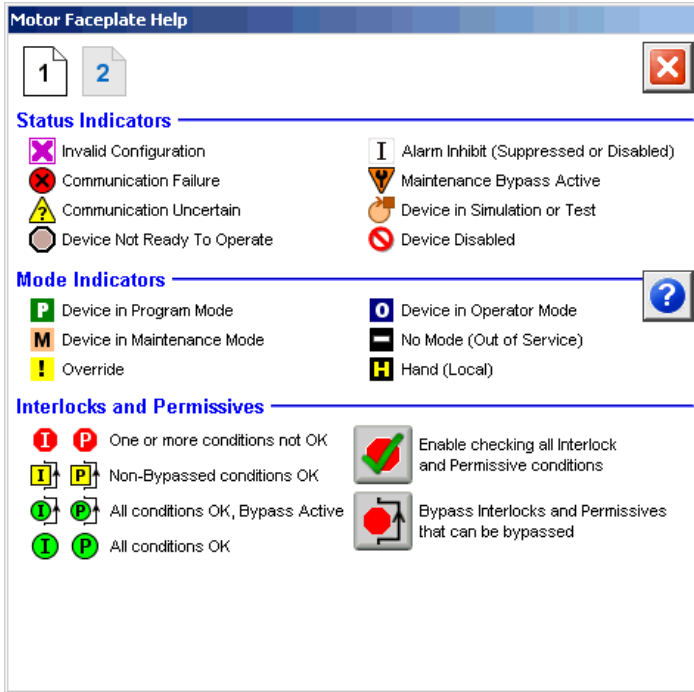 Motor Faceplate Help
1 2
Status Indicators
Invalid Configuration
I Alarm Inhibit (Suppressed or Disabled)
Communication Failure
Maintenance Bypass Active
? Communication Uncertain
Device in Simulation or Test
Device Not Ready To Operate
Device Disabled
Mode Indicators
?
P Device in Program Mode
O Device in Operator Mode
M Device in Maintenance Mode
No Mode (Out of Service)
! Override
H Hand (Local)
Interlocks and Permissives
I P One or more conditions not OK
Enable checking all Interlock
and Permissive conditions
I P Non-Bypassed conditions OK
I P All conditions OK, Bypass Active
Bypass Interlocks and Permissives
that can be bypassed
I P All conditions OK